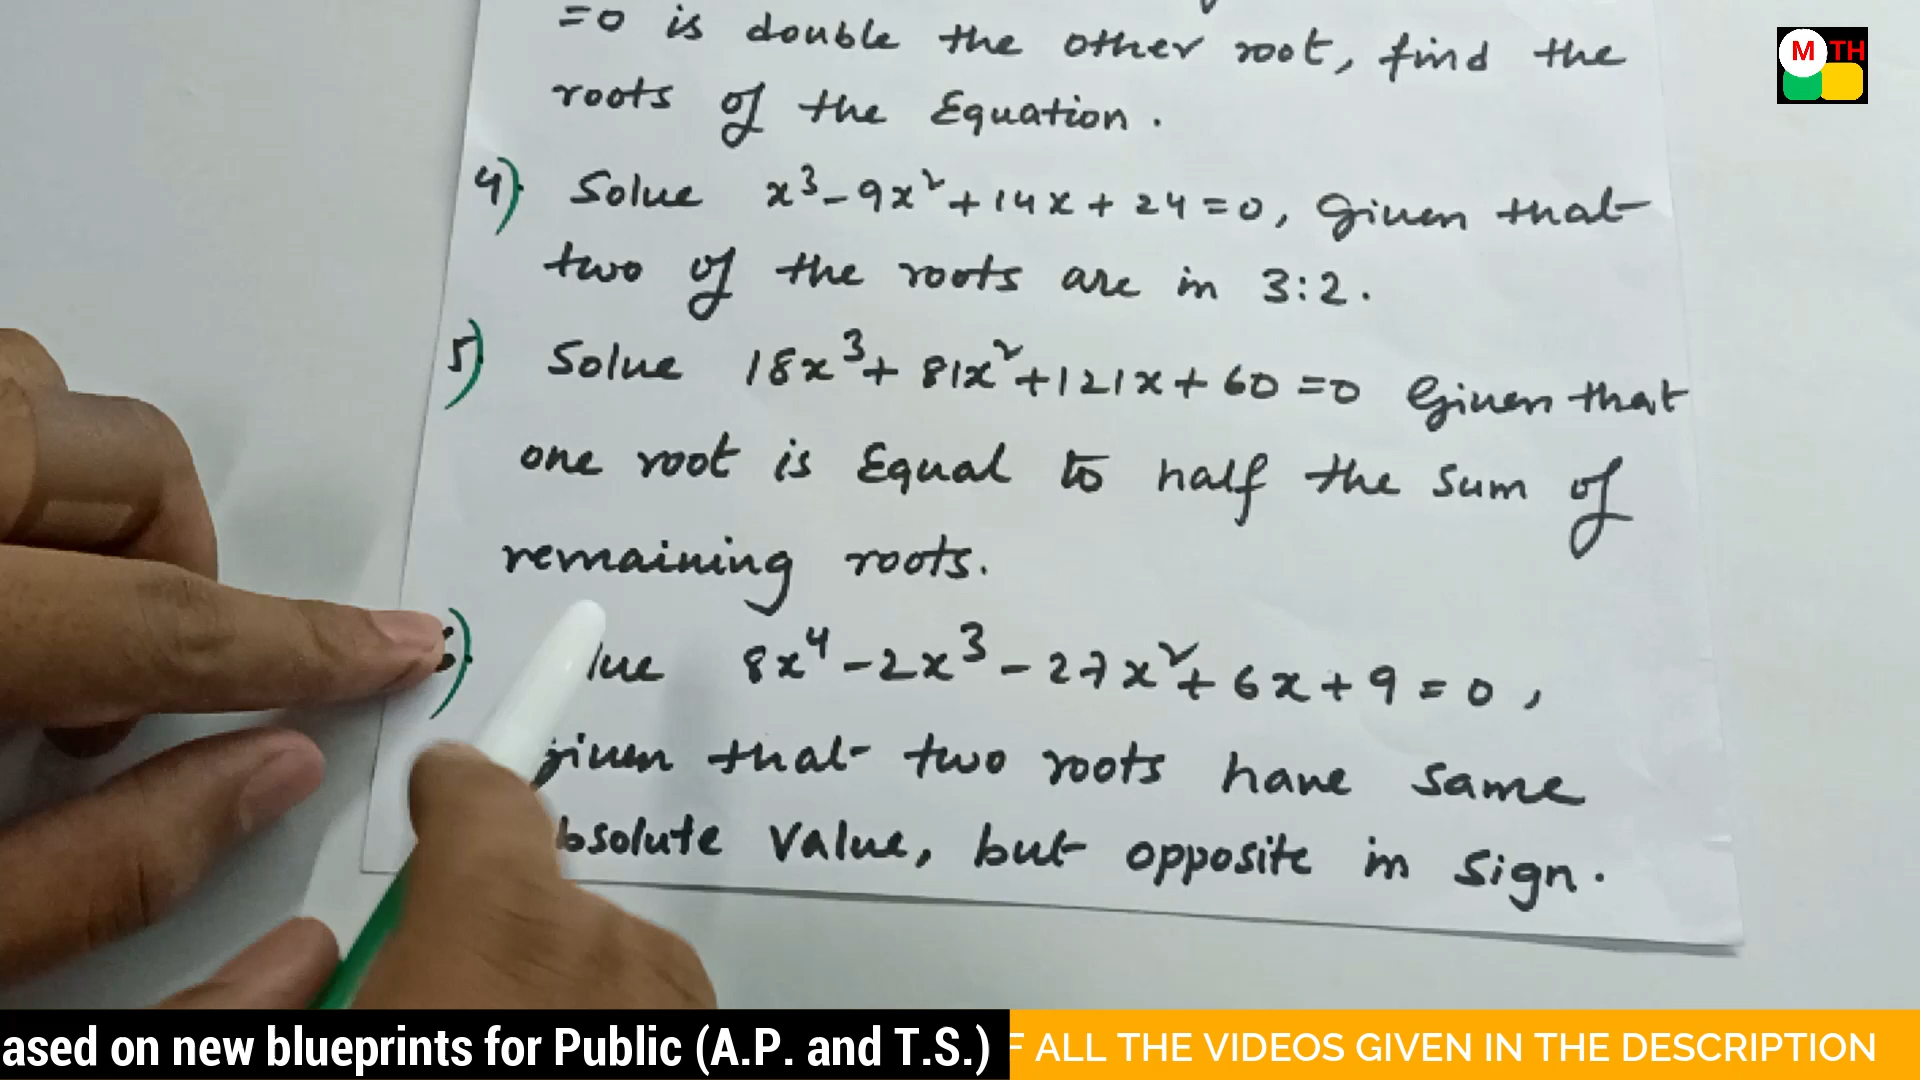 =0 is double the other root, find the
roots of the Equation.
4) Solve x³-9x²+14x+24=0, given that
two of the roots are in 3:2.
5) Solve 18x³+81x²+121x+60=0 Given that
one root is Equal to half the sum of
remaining roots.
lve 8x⁴-2x³-27x²+6x+9=0,
given that two roots have same
bsolute value, but opposite in sign.
M TH
ased on new blueprints for Public (A.P. and T.S.)
F ALL THE VIDEOS GIVEN IN THE DESCRIPTION